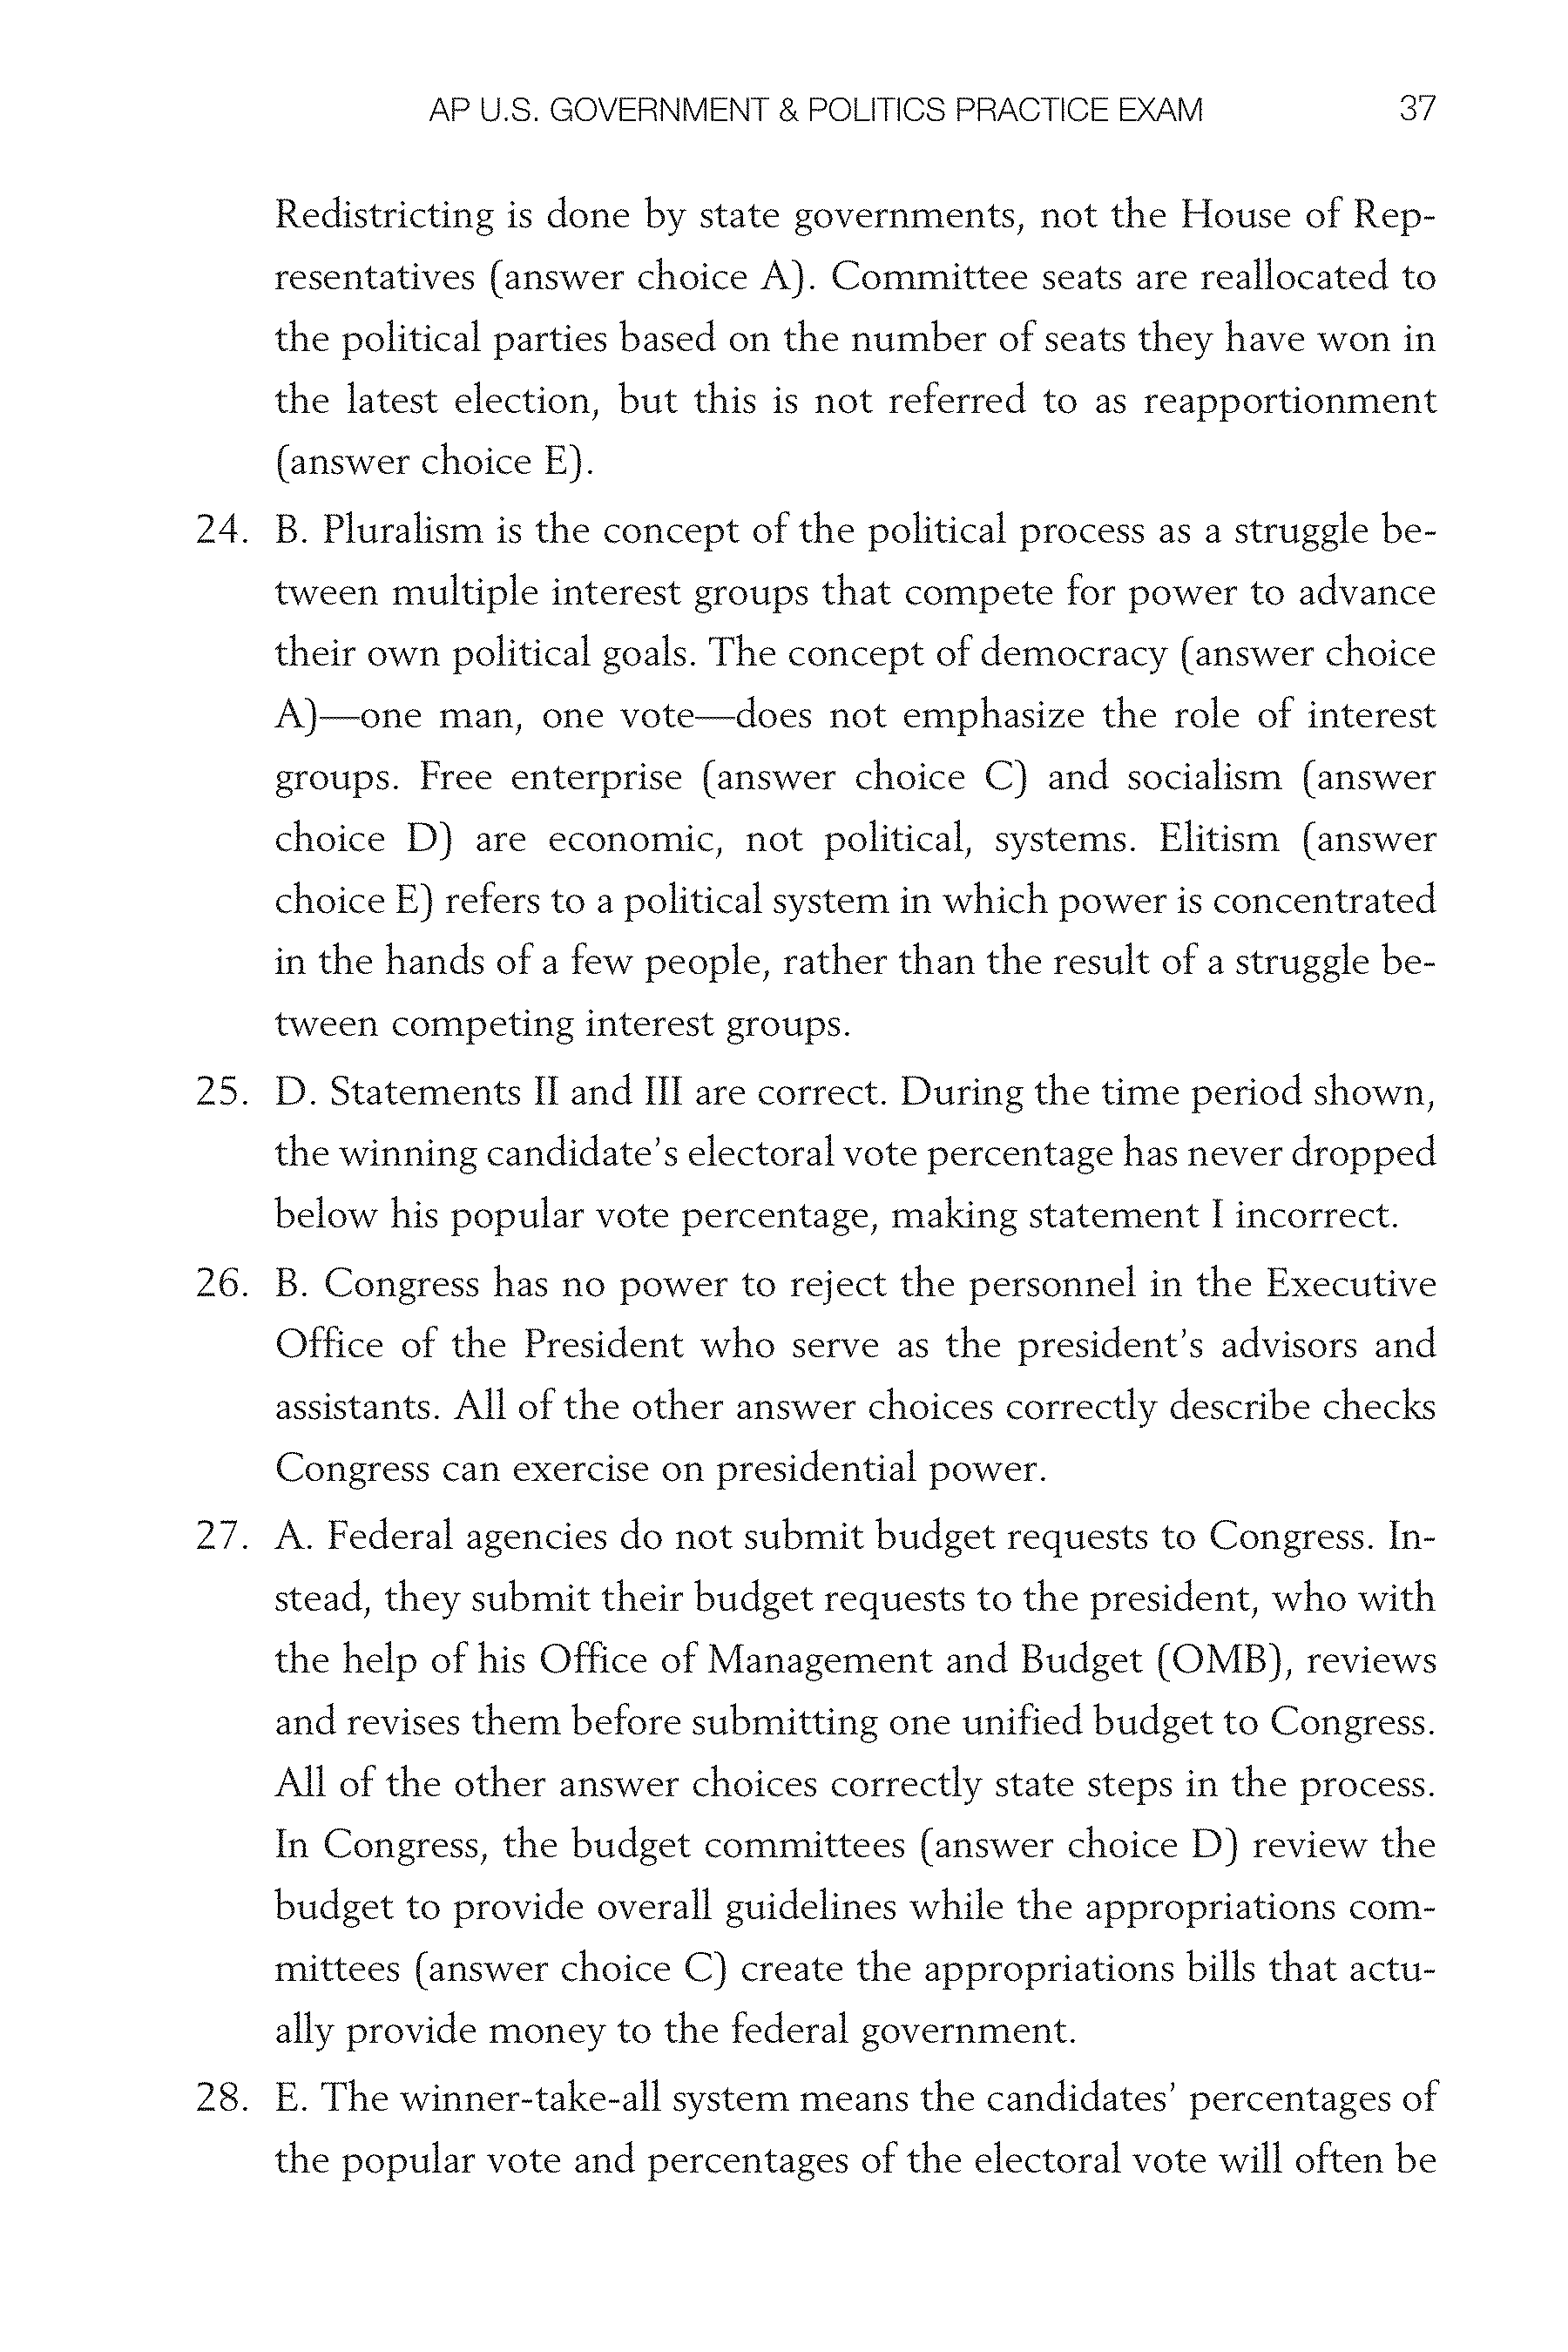 AP U.S. GOVERNMENT & POLITICS PRACTICE EXAM 37
Redistricting is done by state governments, not the House of Rep-
resentatives (answer choice A). Committee seats are reallocated to
the political parties based on the number of seats they have won in
the latest election, but this is not referred to as reapportionment
(answer choice E).
24. B. Pluralism is the concept of the political process as a struggle be-
tween multiple interest groups that compete for power to advance
their own political goals. The concept of democracy (answer choice
A)—one man, one vote—does not emphasize the role of interest
groups. Free enterprise (answer choice C) and socialism (answer
choice D) are economic, not political, systems. Elitism (answer
choice E) refers to a political system in which power is concentrated
in the hands of a few people, rather than the result of a struggle be-
tween competing interest groups.
25. D. Statements II and III are correct. During the time period shown,
the winning candidate's electoral vote percentage has never dropped
below his popular vote percentage, making statement I incorrect.
26. B. Congress has no power to reject the personnel in the Executive
Office of the President who serve as the president's advisors and
assistants. All of the other answer choices correctly describe checks
Congress can exercise on presidential power.
27. A. Federal agencies do not submit budget requests to Congress. In-
stead, they submit their budget requests to the president, who with
the help of his Office of Management and Budget (OMB), reviews
and revises them before submitting one unified budget to Congress.
All of the other answer choices correctly state steps in the process.
In Congress, the budget committees (answer choice D) review the
budget to provide overall guidelines while the appropriations com-
mittees (answer choice C) create the appropriations bills that actu-
ally provide money to the federal government.
28. E. The winner-take-all system means the candidates' percentages of
the popular vote and percentages of the electoral vote will often be